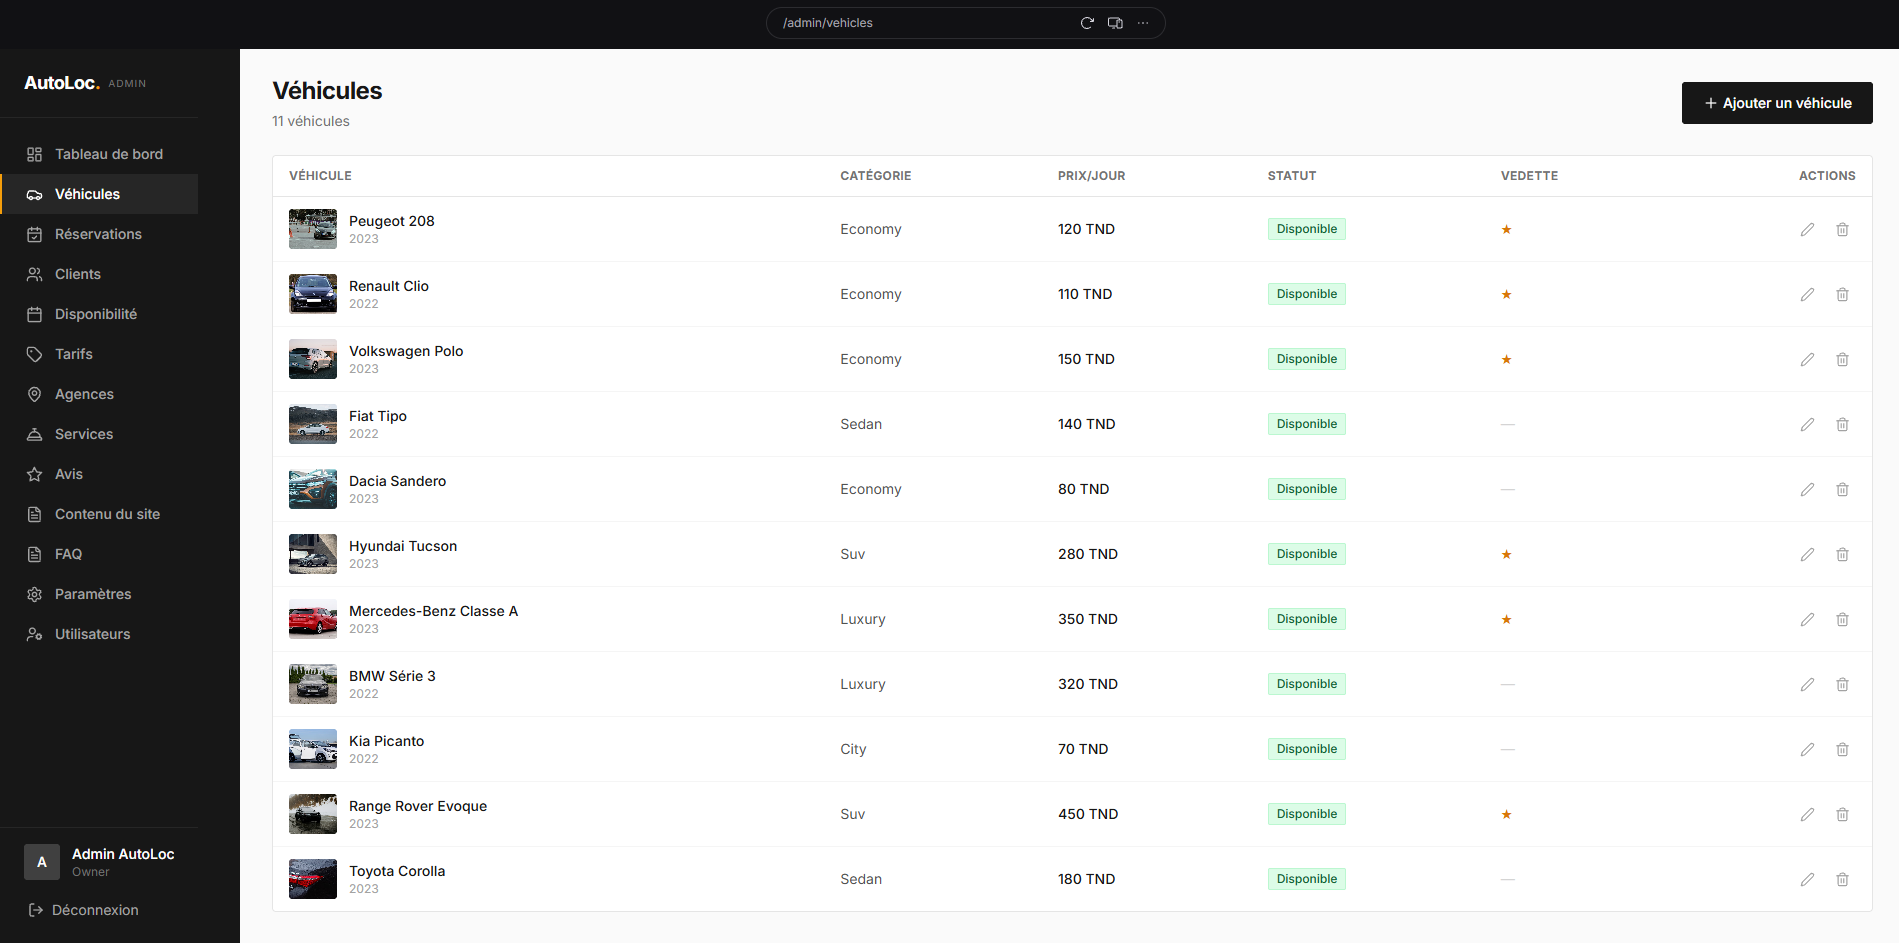 /admin/vehicles
AutoLoc. ADMIN
Tableau de bord
Véhicules
Réservations
Clients
Disponibilité
Tarifs
Agences
Services
Avis
Contenu du site
FAQ
Paramètres
Utilisateurs
A
Admin AutoLoc
Owner
Déconnexion
Véhicules
11 véhicules
+ Ajouter un véhicule
VÉHICULE CATÉGORIE PRIX/JOUR STATUT VEDETTE ACTIONS
Peugeot 208
2023
Economy 120 TND Disponible ★
Renault Clio
2022
Economy 110 TND Disponible ★
Volkswagen Polo
2023
Economy 150 TND Disponible ★
Fiat Tipo
2022
Sedan 140 TND Disponible —
Dacia Sandero
2023
Economy 80 TND Disponible —
Hyundai Tucson
2023
Suv 280 TND Disponible ★
Mercedes-Benz Classe A
2023
Luxury 350 TND Disponible ★
BMW Série 3
2022
Luxury 320 TND Disponible —
Kia Picanto
2022
City 70 TND Disponible —
Range Rover Evoque
2023
Suv 450 TND Disponible ★
Toyota Corolla
2023
Sedan 180 TND Disponible —